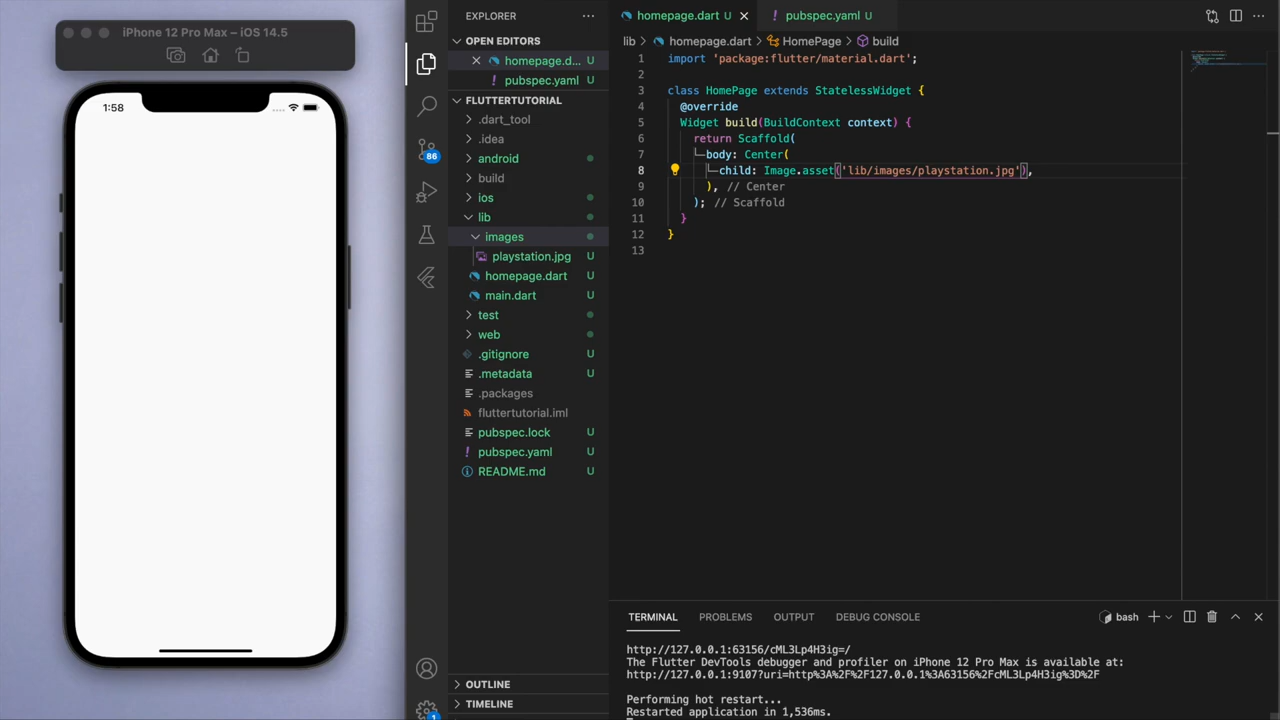 iPhone 12 Pro Max – iOS 14.5
1:58
EXPLORER
OPEN EDITORS
homepage.d... U
pubspec.yaml U
FLUTTERTUTORIAL
.dart_tool
.idea
android
build
ios
lib
images
playstation.jpg U
homepage.dart U
main.dart U
test
web
.gitignore U
.metadata U
.packages
fluttertutorial.iml
pubspec.lock U
pubspec.yaml U
README.md U
OUTLINE
TIMELINE
86
1
homepage.dart U
pubspec.yaml U
lib > homepage.dart > HomePage > build
1 import 'package:flutter/material.dart';
2
3 class HomePage extends StatelessWidget {
4 @override
5 Widget build(BuildContext context) {
6 return Scaffold(
7 body: Center(
8 child: Image.asset('lib/images/playstation.jpg'),
9 ), // Center
10 ); // Scaffold
11 }
12 }
13
TERMINAL PROBLEMS OUTPUT DEBUG CONSOLE bash
http://127.0.0.1:63156/cML3Lp4H3ig=/
The Flutter DevTools debugger and profiler on iPhone 12 Pro Max is available at:
http://127.0.0.1:9107?uri=http%3A%2F%2F127.0.0.1%3A63156%2FcML3Lp4H3ig%3D%2F
Performing hot restart...
Restarted application in 1,536ms.